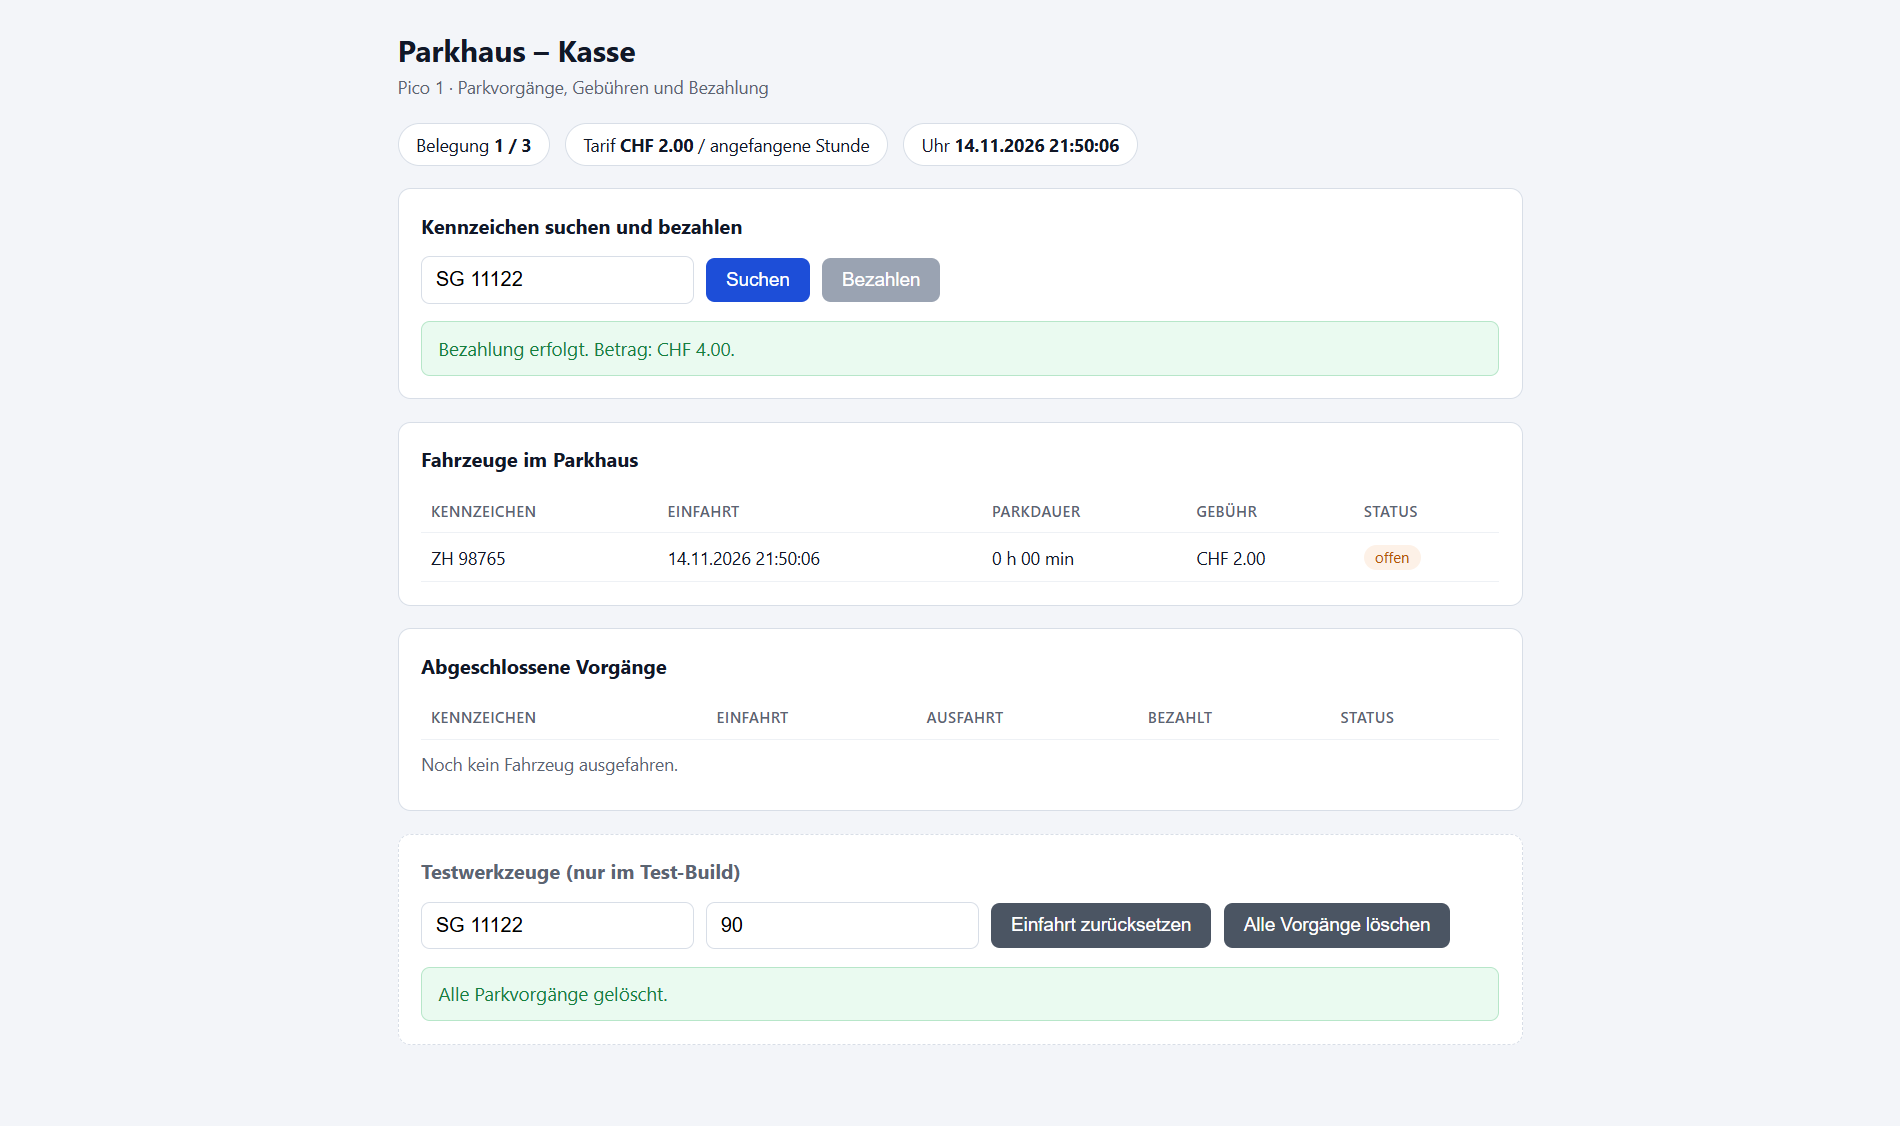 Parkhaus – Kasse
Pico 1 · Parkvorgänge, Gebühren und Bezahlung
Belegung 1 / 3 Tarif CHF 2.00 / angefangene Stunde Uhr 14.11.2026 21:50:06
Kennzeichen suchen und bezahlen
SG 11122 Suchen Bezahlen
Bezahlung erfolgt. Betrag: CHF 4.00.
Fahrzeuge im Parkhaus
KENNZEICHEN EINFAHRT PARKDAUER GEBÜHR STATUS
ZH 98765 14.11.2026 21:50:06 0 h 00 min CHF 2.00 offen
Abgeschlossene Vorgänge
KENNZEICHEN EINFAHRT AUSFAHRT BEZAHLT STATUS
Noch kein Fahrzeug ausgefahren.
Testwerkzeuge (nur im Test-Build)
SG 11122 90 Einfahrt zurücksetzen Alle Vorgänge löschen
Alle Parkvorgänge gelöscht.